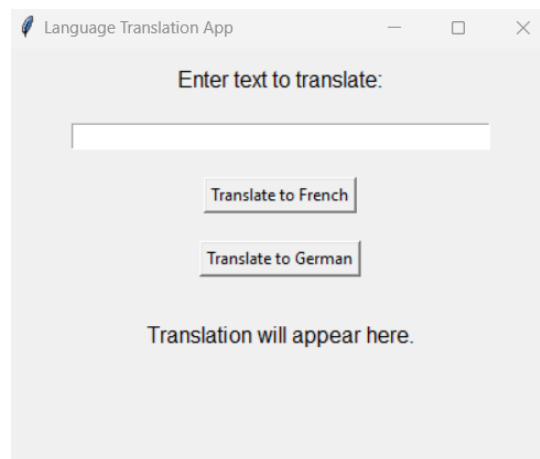 Language Translation App
Enter text to translate:
Translate to French
Translate to German
Translation will appear here.